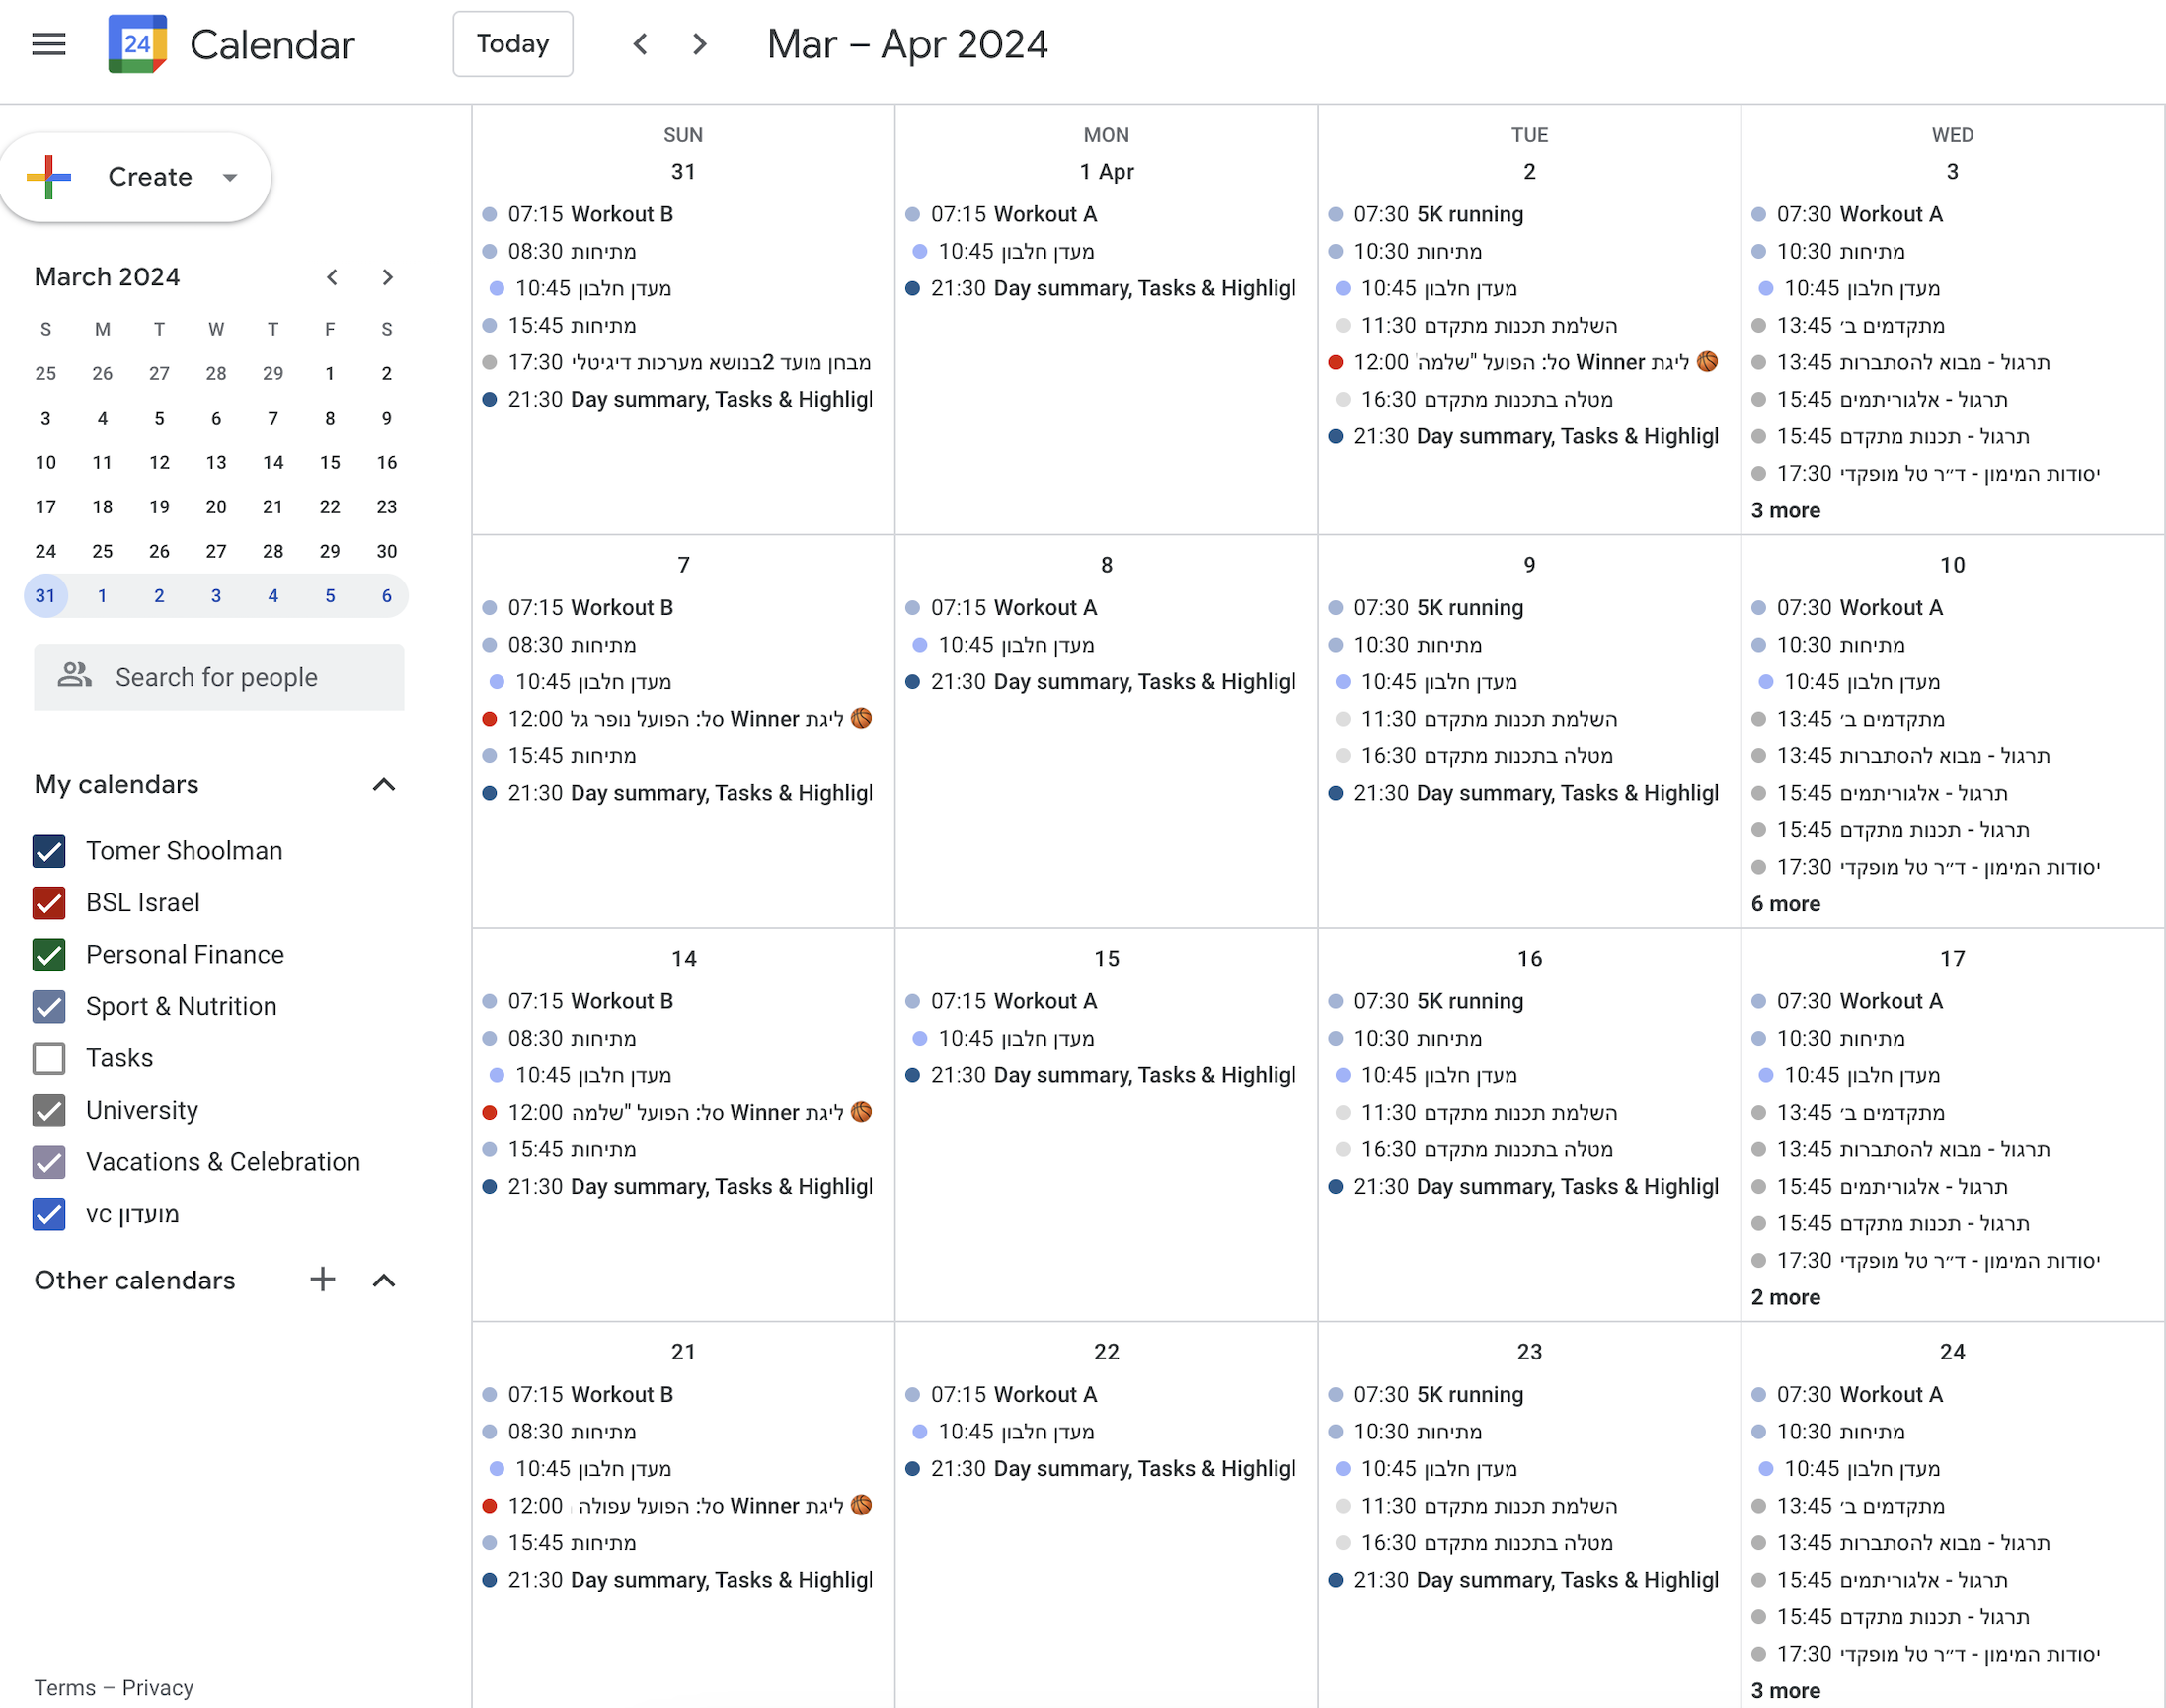 24 Calendar
Today
Mar – Apr 2024
Create
March 2024
S M T W T F S
25 26 27 28 29 1 2
3 4 5 6 7 8 9
10 11 12 13 14 15 16
17 18 19 20 21 22 23
24 25 26 27 28 29 30
31 1 2 3 4 5 6
Search for people
My calendars
Tomer Shoolman
BSL Israel
Personal Finance
Sport & Nutrition
Tasks
University
Vacations & Celebration
מועדון vc
Other calendars
Terms – Privacy
SUN
31
07:15 Workout B
08:30 מתיחות
10:45 מעדן חלבון
15:45 מתיחות
17:30 מבחן מועד 2בנושא מערכות דיגיטלי
21:30 Day summary, Tasks & Highligl
MON
1 Apr
07:15 Workout A
10:45 מעדן חלבון
21:30 Day summary, Tasks & Highligl
TUE
2
07:30 5K running
10:30 מתיחות
10:45 מעדן חלבון
11:30 השלמת תכנות מתקדם
12:00 🏀 ליגת Winner סל: הפועל "שלמה
16:30 מטלה בתכנות מתקדם
21:30 Day summary, Tasks & Highligl
WED
3
07:30 Workout A
10:30 מתיחות
10:45 מעדן חלבון
13:45 מתקדמים ב׳
13:45 תרגול - מבוא להסתברות
15:45 תרגול - אלגוריתמים
15:45 תרגול - תכנות מתקדם
17:30 יסודות המימון - ד״ר טל מופקדי
3 more
7
07:15 Workout B
08:30 מתיחות
10:45 מעדן חלבון
12:00 🏀 ליגת Winner סל: הפועל נופר גל
15:45 מתיחות
21:30 Day summary, Tasks & Highligl
8
07:15 Workout A
10:45 מעדן חלבון
21:30 Day summary, Tasks & Highligl
9
07:30 5K running
10:30 מתיחות
10:45 מעדן חלבון
11:30 השלמת תכנות מתקדם
16:30 מטלה בתכנות מתקדם
21:30 Day summary, Tasks & Highligl
10
07:30 Workout A
10:30 מתיחות
10:45 מעדן חלבון
13:45 מתקדמים ב׳
13:45 תרגול - מבוא להסתברות
15:45 תרגול - אלגוריתמים
15:45 תרגול - תכנות מתקדם
17:30 יסודות המימון - ד״ר טל מופקדי
6 more
14
07:15 Workout B
08:30 מתיחות
10:45 מעדן חלבון
12:00 🏀 ליגת Winner סל: הפועל "שלמה
15:45 מתיחות
21:30 Day summary, Tasks & Highligl
15
07:15 Workout A
10:45 מעדן חלבון
21:30 Day summary, Tasks & Highligl
16
07:30 5K running
10:30 מתיחות
10:45 מעדן חלבון
11:30 השלמת תכנות מתקדם
16:30 מטלה בתכנות מתקדם
21:30 Day summary, Tasks & Highligl
17
07:30 Workout A
10:30 מתיחות
10:45 מעדן חלבון
13:45 מתקדמים ב׳
13:45 תרגול - מבוא להסתברות
15:45 תרגול - אלגוריתמים
15:45 תרגול - תכנות מתקדם
17:30 יסודות המימון - ד״ר טל מופקדי
2 more
21
07:15 Workout B
08:30 מתיחות
10:45 מעדן חלבון
12:00 🏀 ליגת Winner סל: הפועל עפולה
15:45 מתיחות
21:30 Day summary, Tasks & Highligl
22
07:15 Workout A
10:45 מעדן חלבון
21:30 Day summary, Tasks & Highligl
23
07:30 5K running
10:30 מתיחות
10:45 מעדן חלבון
11:30 השלמת תכנות מתקדם
16:30 מטלה בתכנות מתקדם
21:30 Day summary, Tasks & Highligl
24
07:30 Workout A
10:30 מתיחות
10:45 מעדן חלבון
13:45 מתקדמים ב׳
13:45 תרגול - מבוא להסתברות
15:45 תרגול - אלגוריתמים
15:45 תרגול - תכנות מתקדם
17:30 יסודות המימון - ד״ר טל מופקדי
3 more